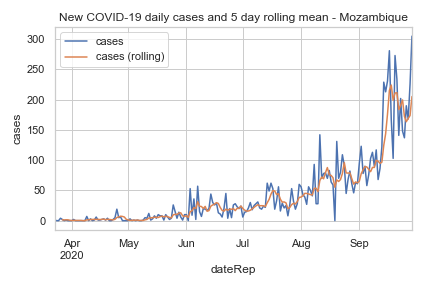 New COVID-19 daily cases and 5 day rolling mean - Mozambique
cases
cases (rolling)
300
250
200
150
100
50
0
cases
Apr
2020
May
Jun
Jul
Aug
Sep
dateRep